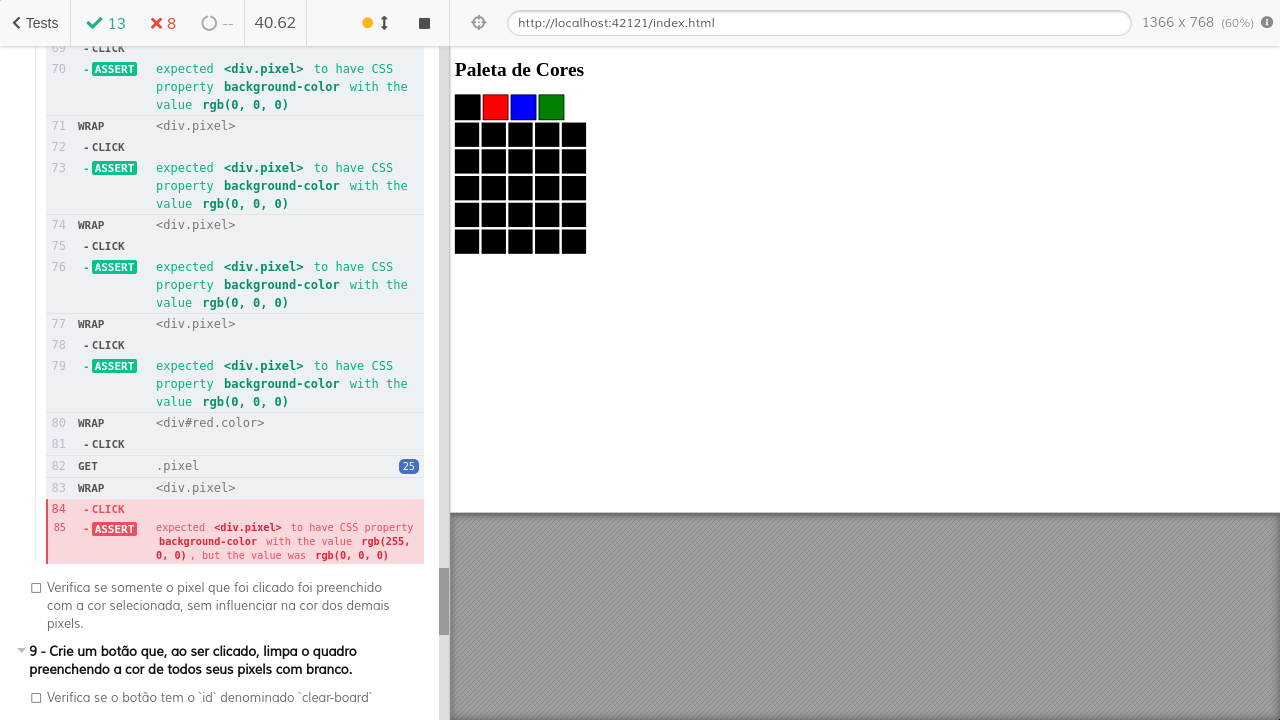 Tests 13 8 -- 40.62 http://localhost:42121/index.html 1366 x 768 (60%)
69 -CLICK
70 -ASSERT expected <div.pixel> to have CSS
property background-color with the
value rgb(0, 0, 0)
71 WRAP <div.pixel>
72 -CLICK
73 -ASSERT expected <div.pixel> to have CSS
property background-color with the
value rgb(0, 0, 0)
74 WRAP <div.pixel>
75 -CLICK
76 -ASSERT expected <div.pixel> to have CSS
property background-color with the
value rgb(0, 0, 0)
77 WRAP <div.pixel>
78 -CLICK
79 -ASSERT expected <div.pixel> to have CSS
property background-color with the
value rgb(0, 0, 0)
80 WRAP <div#red.color>
81 -CLICK
82 GET .pixel 25
83 WRAP <div.pixel>
84 -CLICK
85 -ASSERT expected <div.pixel> to have CSS property
background-color with the value rgb(255,
0, 0), but the value was rgb(0, 0, 0)
Verifica se somente o pixel que foi clicado foi preenchido
com a cor selecionada, sem influenciar na cor dos demais
pixels.
9 - Crie um botão que, ao ser clicado, limpa o quadro
preenchendo a cor de todos seus pixels com branco.
Verifica se o botão tem o `id` denominado `clear-board`
Paleta de Cores